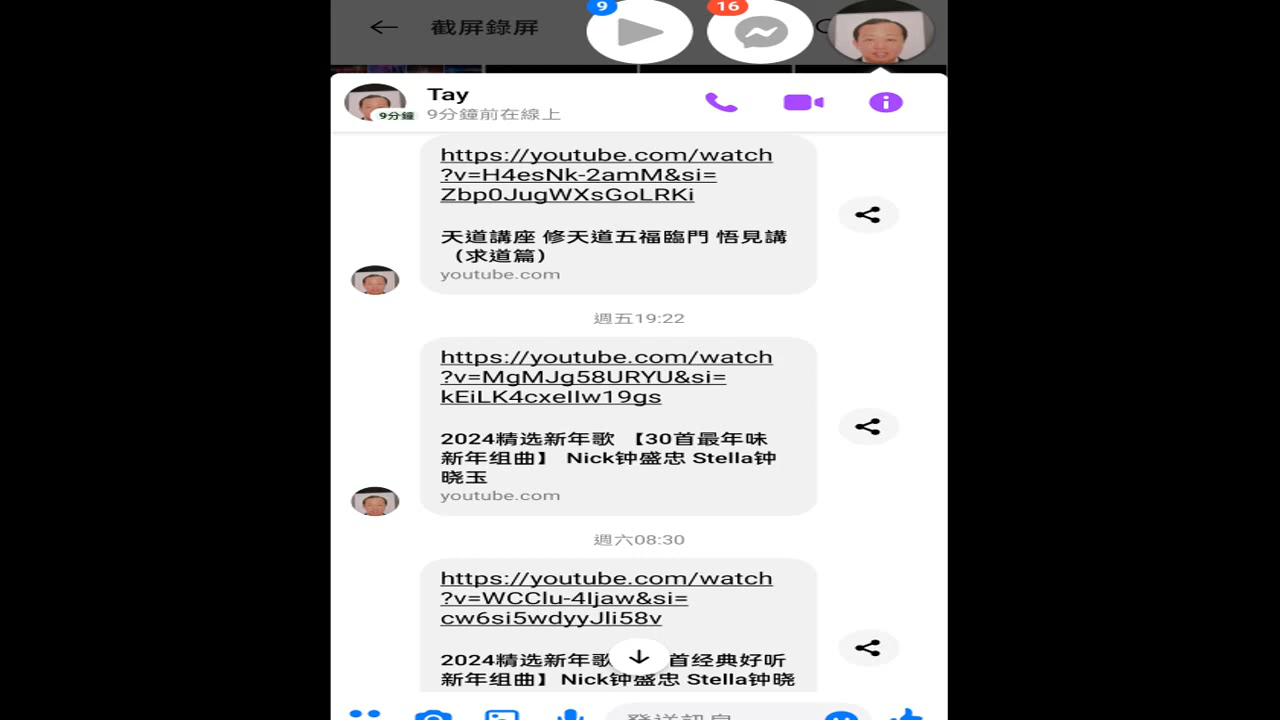 9
16
截屏錄屏
Tay
9分鐘
9分鐘前在線上
https://youtube.com/watch
?v=H4esNk-2amM&si=
Zbp0JugWXsGoLRKi
天道講座 修天道五福臨門 悟見講
（求道篇）
youtube.com
週五19:22
https://youtube.com/watch
?v=MgMJg58URYU&si=
kEiLK4cxeIIw19gs
2024精选新年歌 【30首最年味
新年组曲】 Nick钟盛忠 Stella钟
晓玉
youtube.com
週六08:30
https://youtube.com/watch
?v=WCClu-4Ijaw&si=
cw6si5wdyyJli58v
2024精选新年歌 首经典好听
新年组曲】Nick钟盛忠 Stella钟晓
發送訊息